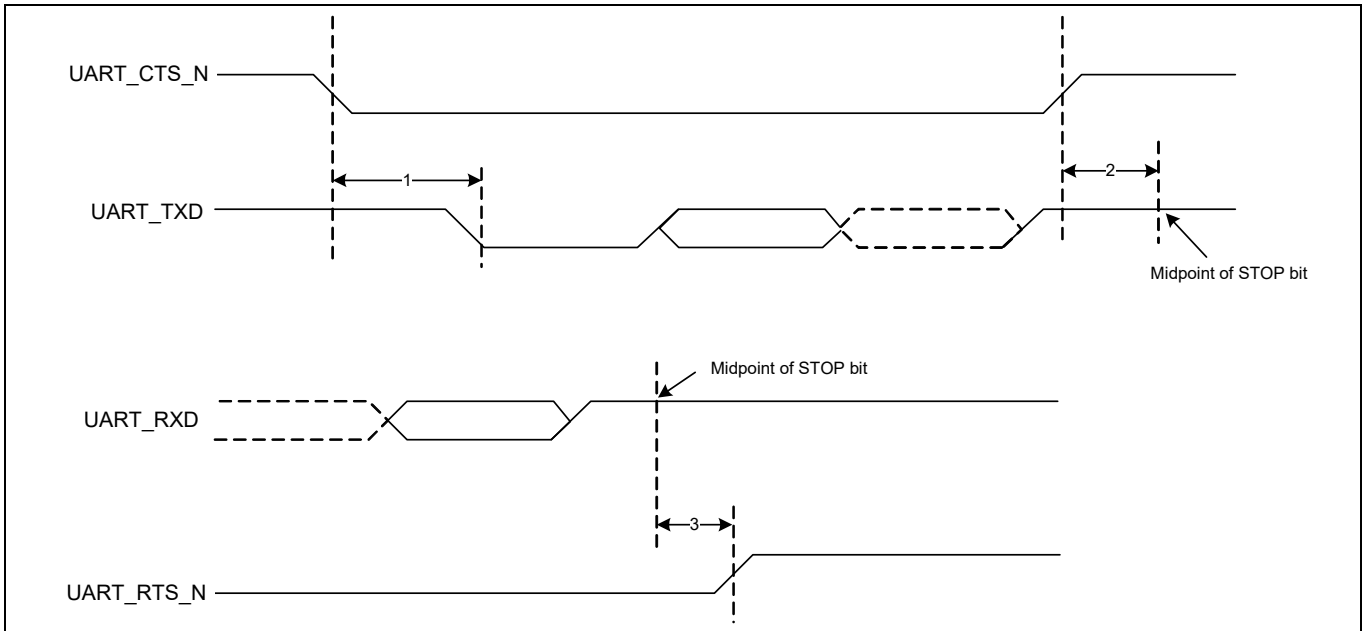 UART_CTS_N
1
2
UART_TXD
Midpoint of STOP bit
Midpoint of STOP bit
UART_RXD
3
UART_RTS_N